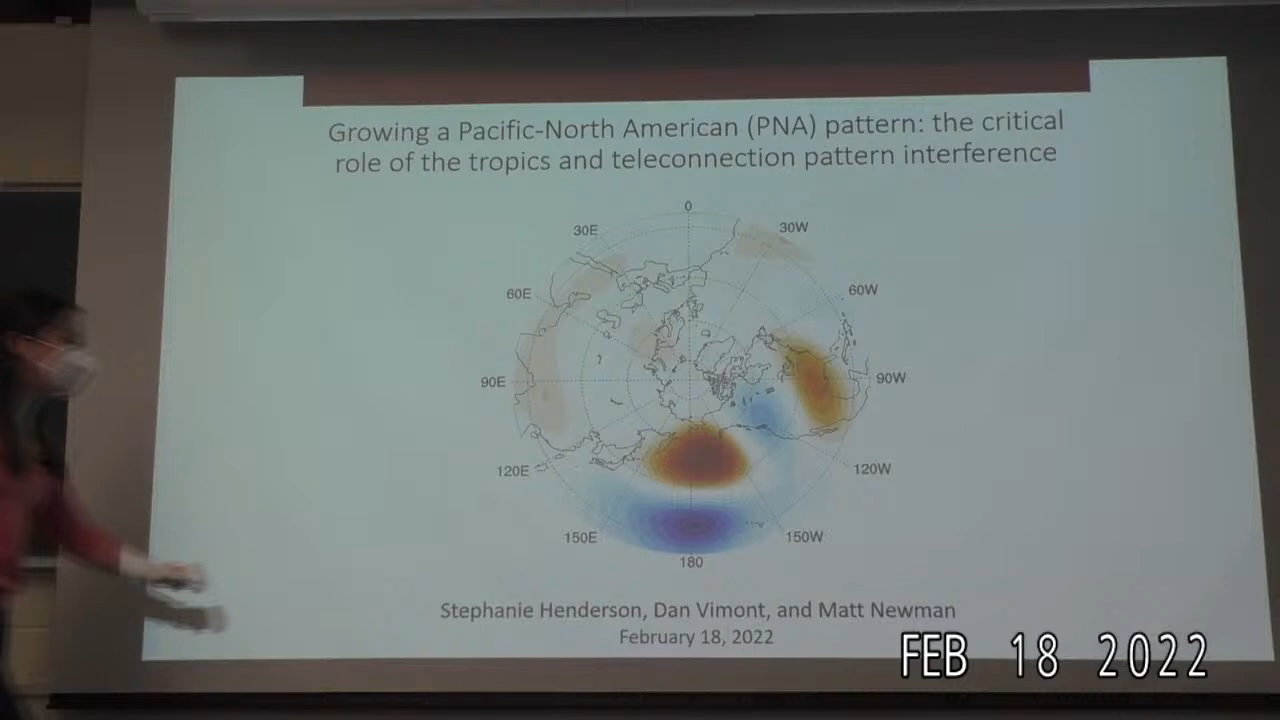 Growing a Pacific-North American (PNA) pattern: the critical
role of the tropics and teleconnection pattern interference
0
30E
30W
60E
60W
90E
90W
120E
120W
150E
150W
180
Stephanie Henderson, Dan Vimont, and Matt Newman
February 18, 2022
FEB 18 2022